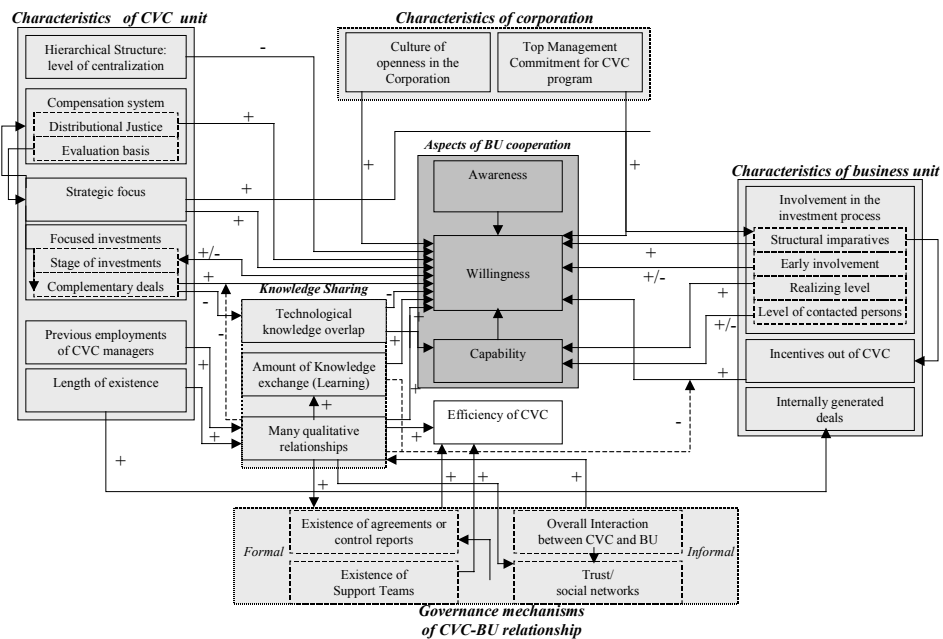 Characteristics of CVC unit
Hierarchical Structure:
level of centralization
Compensation system
Distributional Justice
Evaluation basis
Strategic focus
Focused investments
Stage of investments
Complementary deals
Previous employments
of CVC managers
Length of existence
Characteristics of corporation
Culture of
openness in the
Corporation
Top Management
Commitment for CVC
program
Aspects of BU cooperation
Awareness
Willingness
Capability
Knowledge Sharing
Technological
knowledge overlap
Amount of Knowledge
exchange (Learning)
Many qualitative
relationships
Efficiency of CVC
Characteristics of business unit
Involvement in the
investment process
Structural imparatives
Early involvement
Realizing level
Level of contacted persons
Incentives out of CVC
Internally generated
deals
Formal
Existence of agreements or
control reports
Existence of
Support Teams
Overall Interaction
between CVC and BU
Trust/
social networks
Informal
Governance mechanisms
of CVC-BU relationship
-
+
+
+
+/-
+
-
-
-
+
+
+
+
+
+
+
+
+
+
+/-
+
+/-
+
-
+
+
+
+
+
+
+